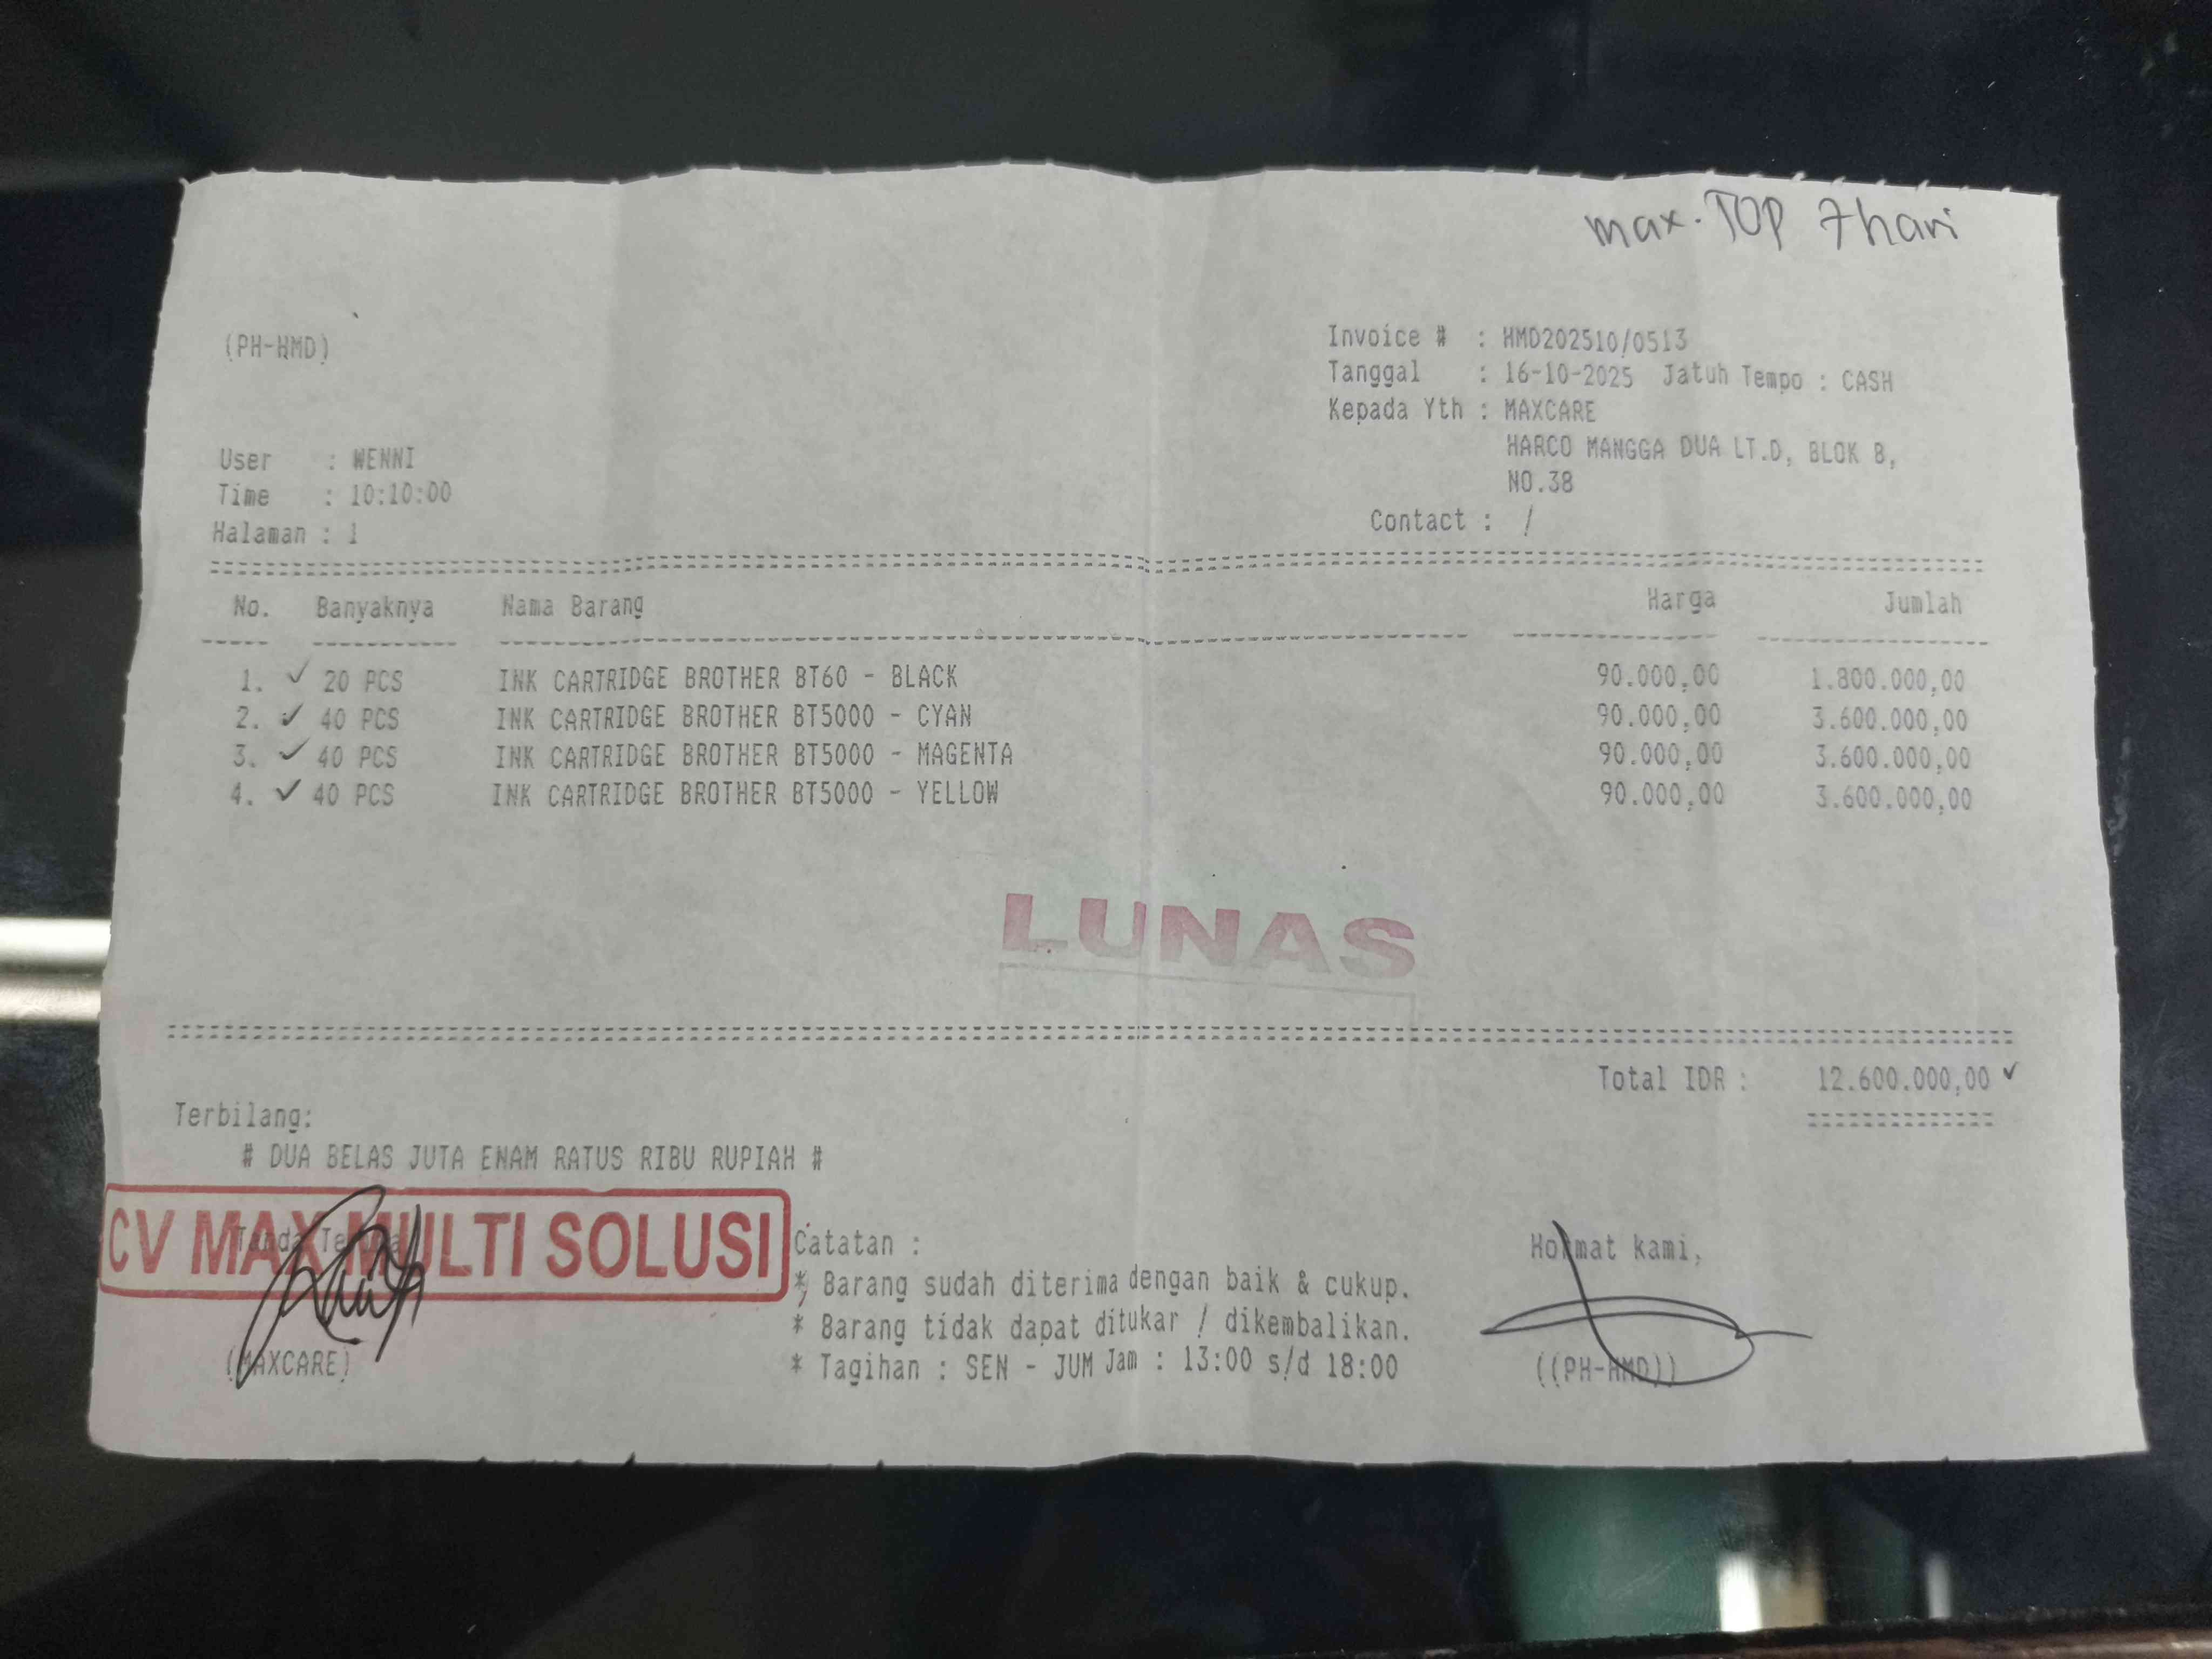 max. TOP 7 hari
(PH-HMD)
Invoice # : HMD202510/0513
Tanggal : 16-10-2025 Jatuh Tempo : CASH
Kepada Yth : MAXCARE
HARCO MANGGA DUA LT.D, BLOK B,
NO.38
Contact : /
User : WENNI
Time : 10:10:00
Halaman : 1
No. Banyaknya Nama Barang Harga Jumlah
1. ✓ 20 PCS INK CARTRIDGE BROTHER BT60 - BLACK 90.000,00 1.800.000,00
2. ✓ 40 PCS INK CARTRIDGE BROTHER BT5000 - CYAN 90.000,00 3.600.000,00
3. ✓ 40 PCS INK CARTRIDGE BROTHER BT5000 - MAGENTA 90.000,00 3.600.000,00
4. ✓ 40 PCS INK CARTRIDGE BROTHER BT5000 - YELLOW 90.000,00 3.600.000,00
LUNAS
Total IDR : 12.600.000,00 ✓
Terbilang:
# DUA BELAS JUTA ENAM RATUS RIBU RUPIAH #
CV MAX MULTI SOLUSI
Tanda Terima
(MAXCARE)
Catatan :
* Barang sudah diterima dengan baik & cukup.
* Barang tidak dapat ditukar / dikembalikan.
* Tagihan : SEN - JUM Jam : 13:00 s/d 18:00
Hormat kami,
((PH-HMD))